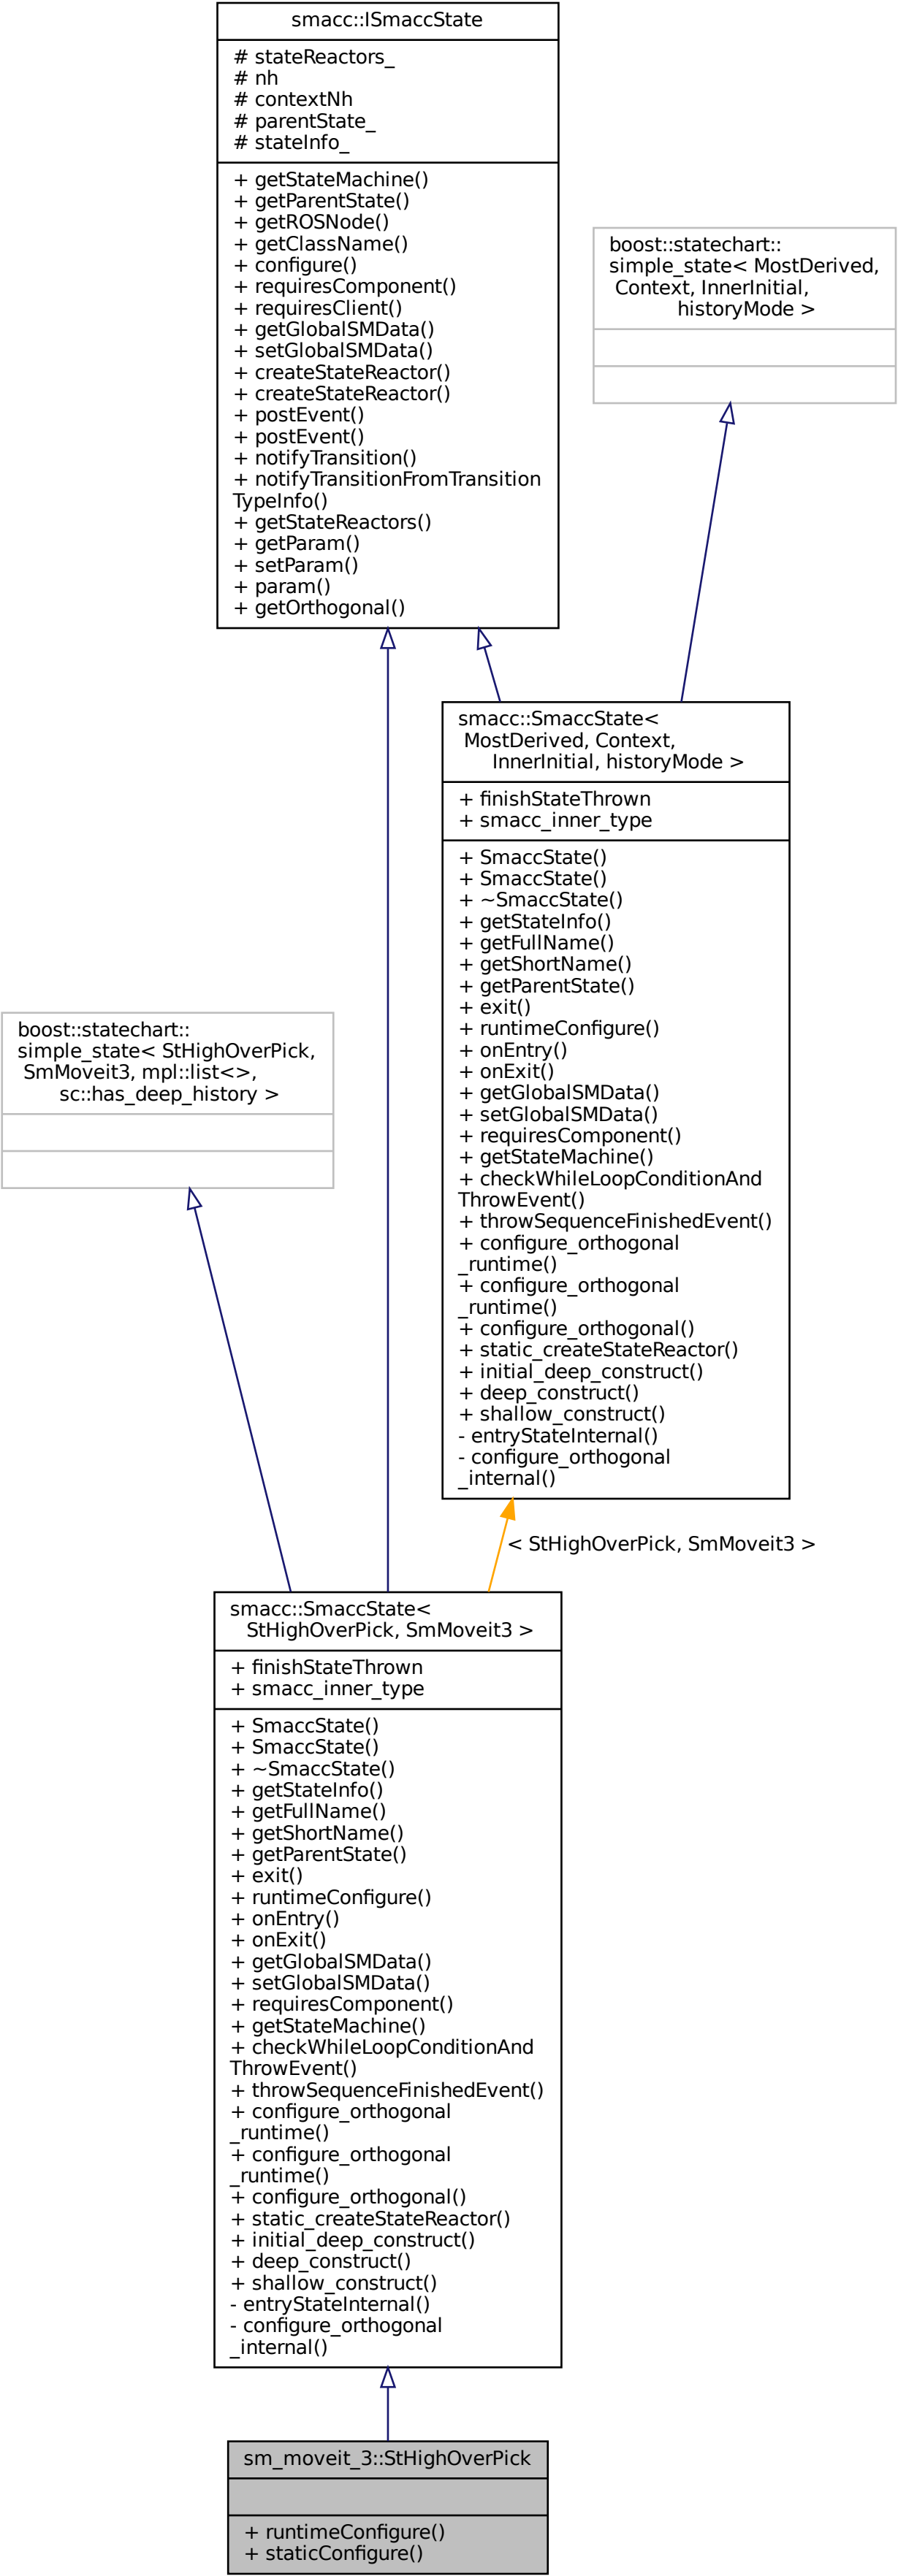 smacc::ISmaccState
# stateReactors_
# nh
# contextNh
# parentState_
# stateInfo_
+ getStateMachine()
+ getParentState()
+ getROSNode()
+ getClassName()
+ configure()
+ requiresComponent()
+ requiresClient()
+ getGlobalSMData()
+ setGlobalSMData()
+ createStateReactor()
+ createStateReactor()
+ postEvent()
+ postEvent()
+ notifyTransition()
+ notifyTransitionFromTransition
TypeInfo()
+ getStateReactors()
+ getParam()
+ setParam()
+ param()
+ getOrthogonal()
boost::statechart::
simple_state< MostDerived,
Context, InnerInitial,
historyMode >
smacc::SmaccState<
MostDerived, Context,
InnerInitial, historyMode >
+ finishStateThrown
+ smacc_inner_type
+ SmaccState()
+ SmaccState()
+ ~SmaccState()
+ getStateInfo()
+ getFullName()
+ getShortName()
+ getParentState()
+ exit()
+ runtimeConfigure()
+ onEntry()
+ onExit()
+ getGlobalSMData()
+ setGlobalSMData()
+ requiresComponent()
+ getStateMachine()
+ checkWhileLoopConditionAnd
ThrowEvent()
+ throwSequenceFinishedEvent()
+ configure_orthogonal
_runtime()
+ configure_orthogonal
_runtime()
+ configure_orthogonal()
+ static_createStateReactor()
+ initial_deep_construct()
+ deep_construct()
+ shallow_construct()
- entryStateInternal()
- configure_orthogonal
_internal()
boost::statechart::
simple_state< StHighOverPick,
SmMoveit3, mpl::list<>,
sc::has_deep_history >
< StHighOverPick, SmMoveit3 >
smacc::SmaccState<
StHighOverPick, SmMoveit3 >
+ finishStateThrown
+ smacc_inner_type
+ SmaccState()
+ SmaccState()
+ ~SmaccState()
+ getStateInfo()
+ getFullName()
+ getShortName()
+ getParentState()
+ exit()
+ runtimeConfigure()
+ onEntry()
+ onExit()
+ getGlobalSMData()
+ setGlobalSMData()
+ requiresComponent()
+ getStateMachine()
+ checkWhileLoopConditionAnd
ThrowEvent()
+ throwSequenceFinishedEvent()
+ configure_orthogonal
_runtime()
+ configure_orthogonal
_runtime()
+ configure_orthogonal()
+ static_createStateReactor()
+ initial_deep_construct()
+ deep_construct()
+ shallow_construct()
- entryStateInternal()
- configure_orthogonal
_internal()
sm_moveit_3::StHighOverPick
+ runtimeConfigure()
+ staticConfigure()